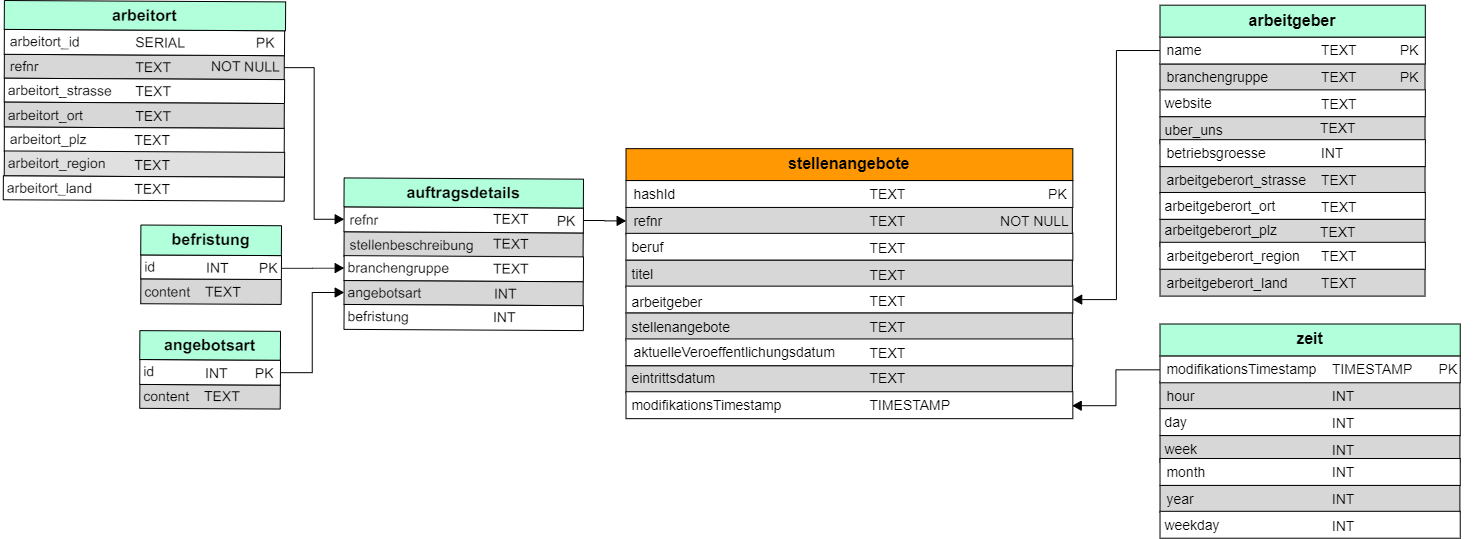 arbeitort
arbeitort_id SERIAL PK
refnr TEXT NOT NULL
arbeitort_strasse TEXT
arbeitort_ort TEXT
arbeitort_plz TEXT
arbeitort_region TEXT
arbeitort_land TEXT
befristung
id INT PK
content TEXT
angebotsart
id INT PK
content TEXT
auftragsdetails
refnr TEXT PK
stellenbeschreibung TEXT
branchengruppe TEXT
angebotsart INT
befristung INT
stellenangebote
hashId TEXT PK
refnr TEXT NOT NULL
beruf TEXT
titel TEXT
arbeitgeber TEXT
stellenangebote TEXT
aktuelleVeroeffentlichungsdatum TEXT
eintrittsdatum TEXT
modifikationsTimestamp TIMESTAMP
arbeitgeber
name TEXT PK
branchengruppe TEXT PK
website TEXT
uber_uns TEXT
betriebsgroesse INT
arbeitgeberort_strasse TEXT
arbeitgeberort_ort TEXT
arbeitgeberort_plz TEXT
arbeitgeberort_region TEXT
arbeitgeberort_land TEXT
zeit
modifikationsTimestamp TIMESTAMP PK
hour INT
day INT
week INT
month INT
year INT
weekday INT